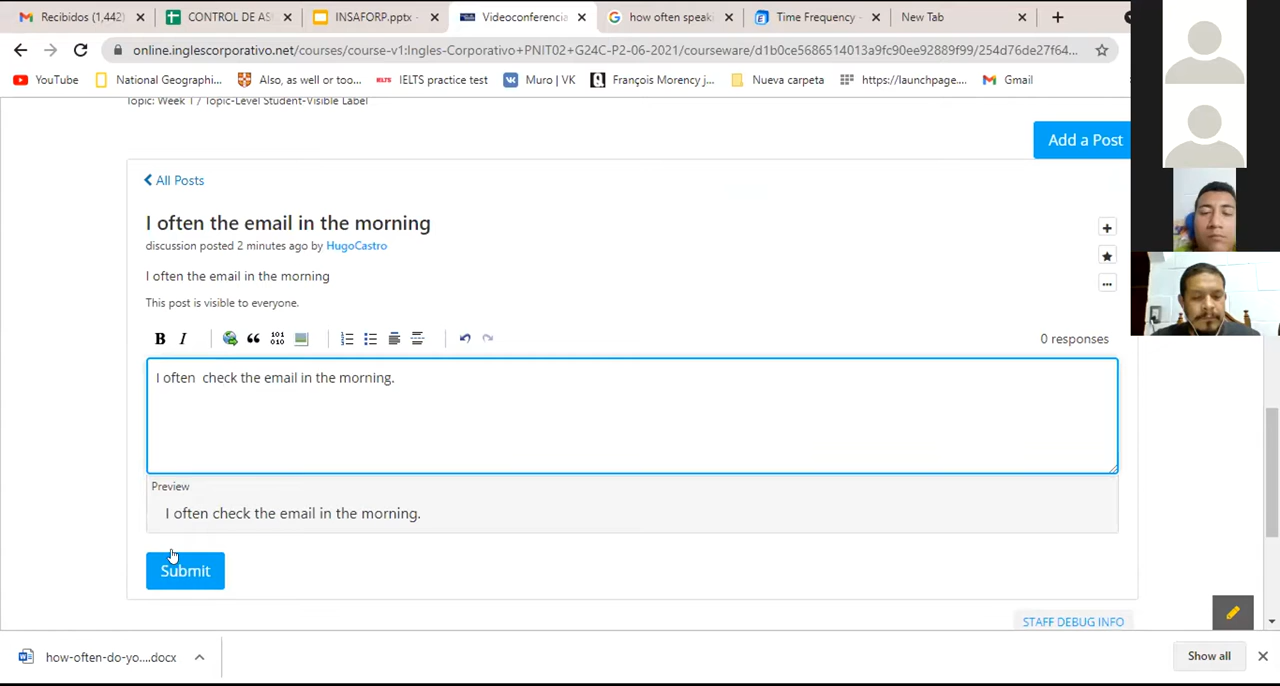 Recibidos (1,442)
CONTROL DE AS
INSAFORP.pptx -
Videoconferencia
how often speak
Time Frequency -
New Tab
online.inglescorporativo.net/courses/course-v1:Ingles-Corporativo+PNIT02+G24C-P2-06-2021/courseware/d1b0ce5686514013a9fc90ee92889f99/254d76de27f64...
YouTube
National Geographi...
Also, as well or too...
IELTS
IELTS practice test
Muro | VK
François Morency j...
Nueva carpeta
https://launchpage....
Gmail
Topic: Week 1 / Topic-Level Student-Visible Label
Add a Post
All Posts
I often the email in the morning
discussion posted 2 minutes ago by HugoCastro
I often the email in the morning
This post is visible to everyone.
B I
101
010
0 responses
I often  check the email in the morning.
Preview
I often check the email in the morning.
Submit
STAFF DEBUG INFO
how-often-do-yo....docx
Show all